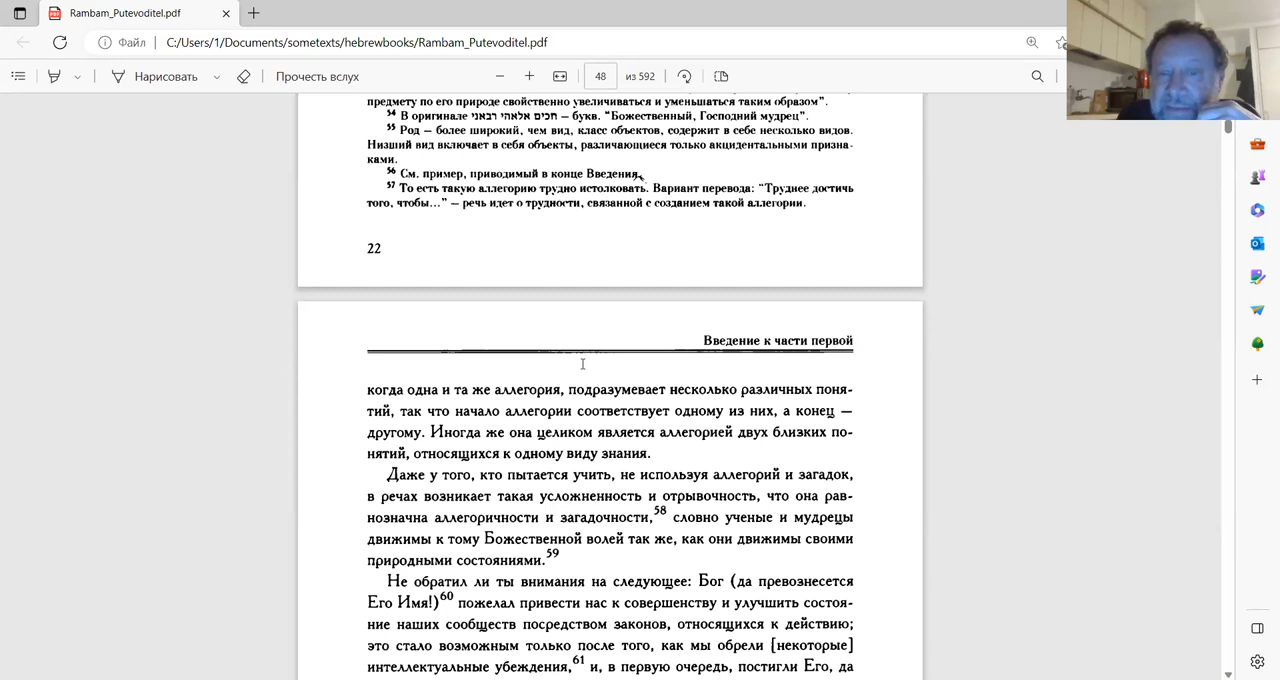 Rambam_Putevoditel.pdf
Файл | C:/Users/1/Documents/sometexts/hebrewbooks/Rambam_Putevoditel.pdf
Нарисовать Прочесть вслух 48 из 592
предмету по его природе свойственно увеличиваться и уменьшаться таким образом”.
54 В оригинале חכים אלאהי רבאני – букв. “Божественный, Господний мудрец”.
55 Род – более широкий, чем вид, класс объектов, содержит в себе несколько видов.
Низший вид включает в себя объекты, различающиеся только акцидентальными призна-
ками.
56 См. пример, приводимый в конце Введения.
57 То есть такую аллегорию трудно истолковать. Вариант перевода: “Труднее достичь
того, чтобы...” – речь идет о трудности, связанной с созданием такой аллегории.
22
Введение к части первой
когда одна и та же аллегория, подразумевает несколько различных поня-
тий, так что начало аллегории соответствует одному из них, а конец —
другому. Иногда же она целиком является аллегорией двух близких по-
нятий, относящихся к одному виду знания.
Даже у того, кто пытается учить, не используя аллегорий и загадок,
в речах возникает такая усложненность и отрывочность, что она рав-
нозначна аллегоричности и загадочности,58 словно ученые и мудрецы
движимы к тому Божественной волей так же, как они движимы своими
природными состояниями.59
Не обратил ли ты внимания на следующее: Бог (да превознесется
Его Имя!)60 пожелал привести нас к совершенству и улучшить состоя-
ние наших сообществ посредством законов, относящихся к действию;
это стало возможным только после того, как мы обрели [некоторые]
интеллектуальные убеждения,61 и, в первую очередь, постигли Его, да